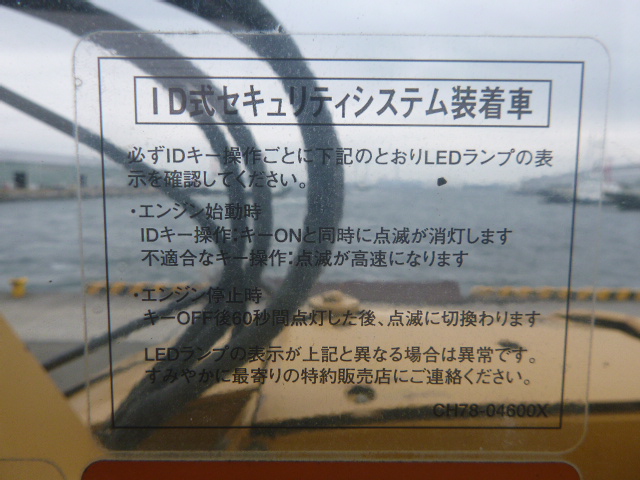 ID式セキュリティシステム装着車
必ずIDキー操作ごとに下記のとおりLEDランプの表
示を確認してください。
・エンジン始動時
IDキー操作:キーONと同時に点滅が消灯します
不適合なキー操作:点滅が高速になります
・エンジン停止時
キーOFF後60秒間点灯した後、点滅に切換わります
LEDランプの表示が上記と異なる場合は異常です。
すみやかに最寄りの特約販売店にご連絡ください。
CH78-04600X